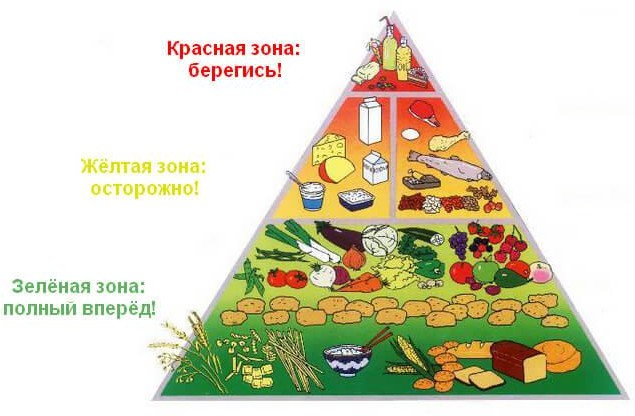 Красная зона:
берегись!
Жёлтая зона:
осторожно!
Зелёная зона:
полный вперёд!